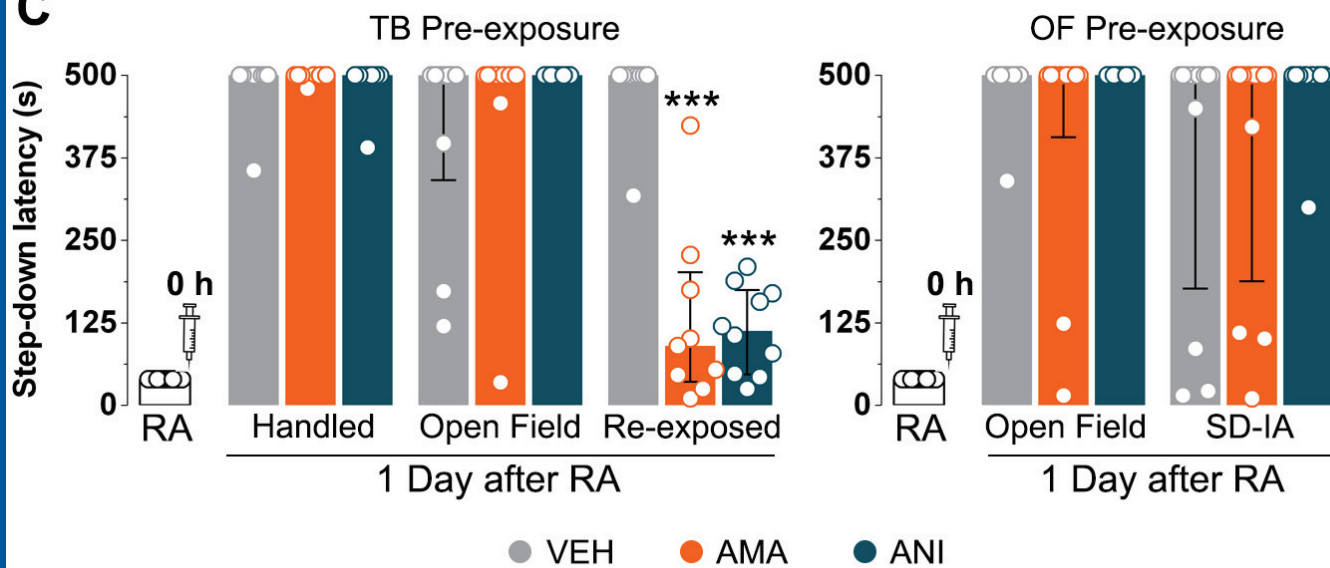 C
TB Pre-exposure
OF Pre-exposure
Step-down latency (s)
500
375
250
125
0
0 h
RA
***
***
Handled
Open Field
Re-exposed
1 Day after RA
500
375
250
125
0
0 h
RA
Open Field
SD-IA
1 Day after RA
VEH
AMA
ANI